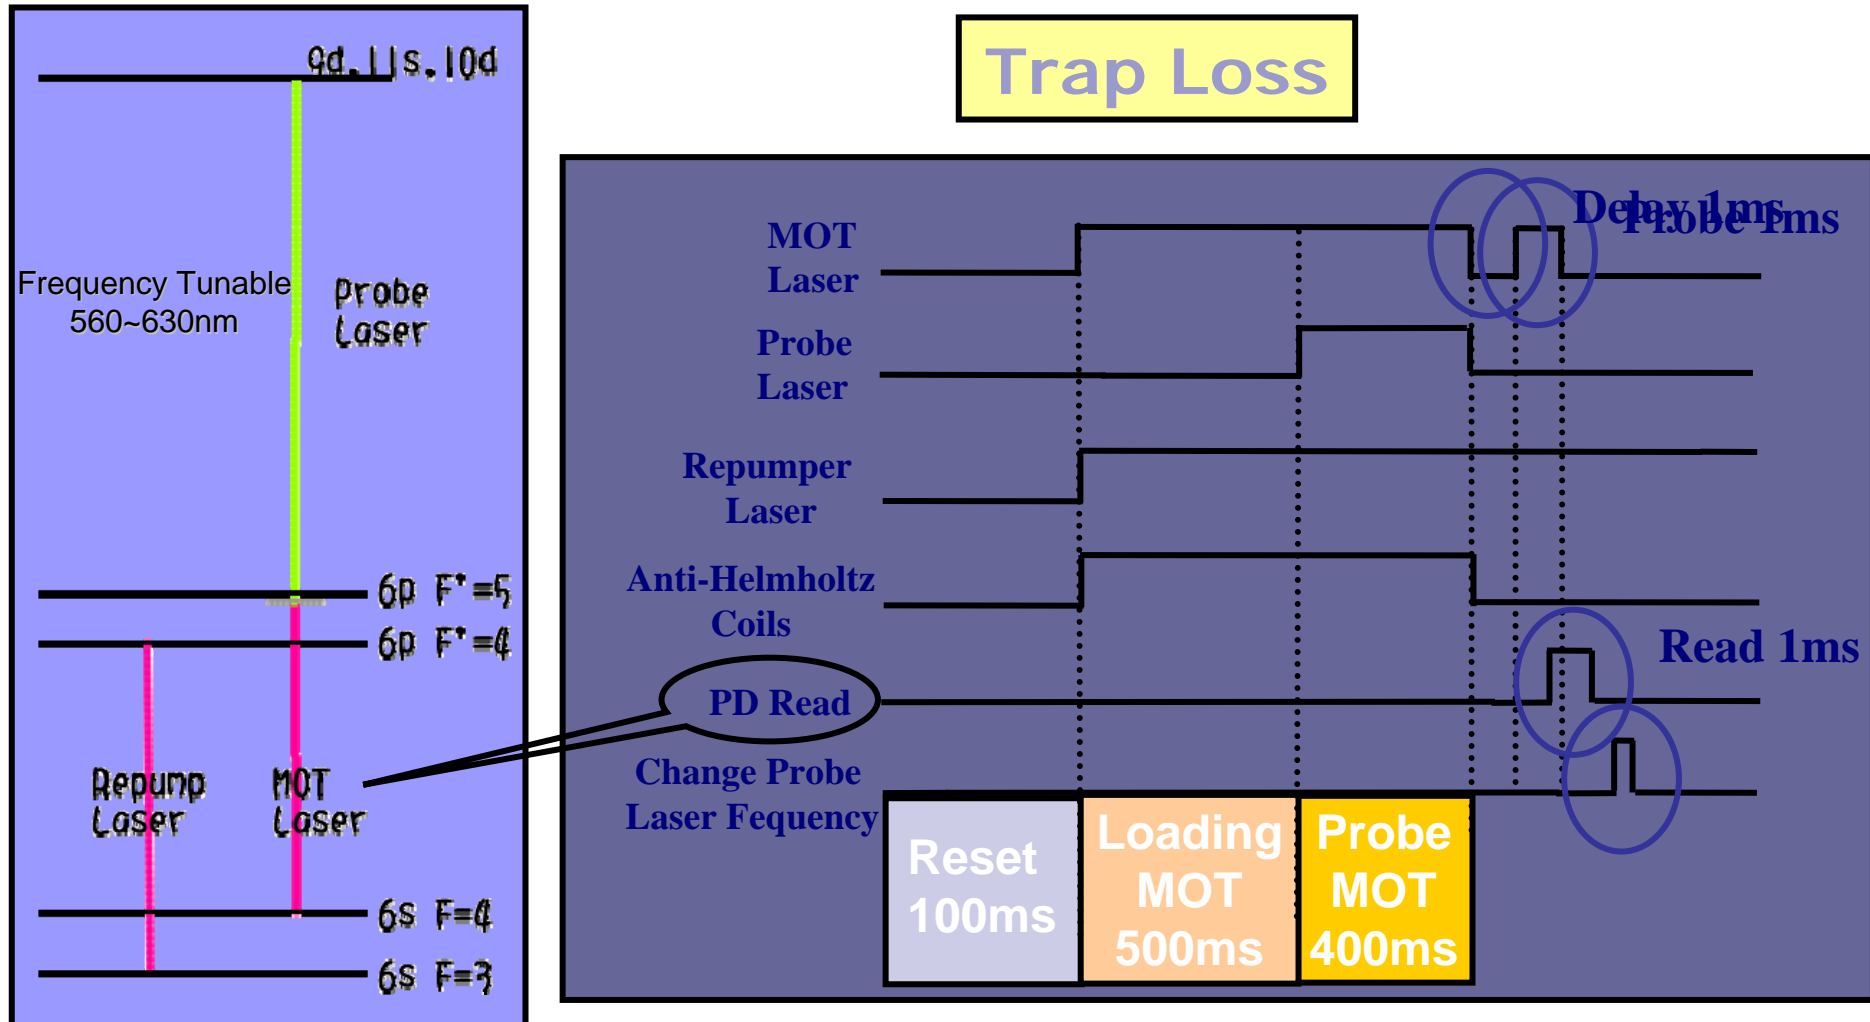 9d.11s.10d
Trap Loss
Frequency Tunable
560~630nm
Probe
Laser
6p F'=5
6p F'=4
Repump
Laser
MOT
Laser
6s F=4
6s F=3
Delay 1ms
Probe 1ms
MOT
Laser
Probe
Laser
Repumper
Laser
Anti-Helmholtz
Coils
Read 1ms
PD Read
Change Probe
Laser Fequency
Reset
100ms
Loading
MOT
500ms
Probe
MOT
400ms